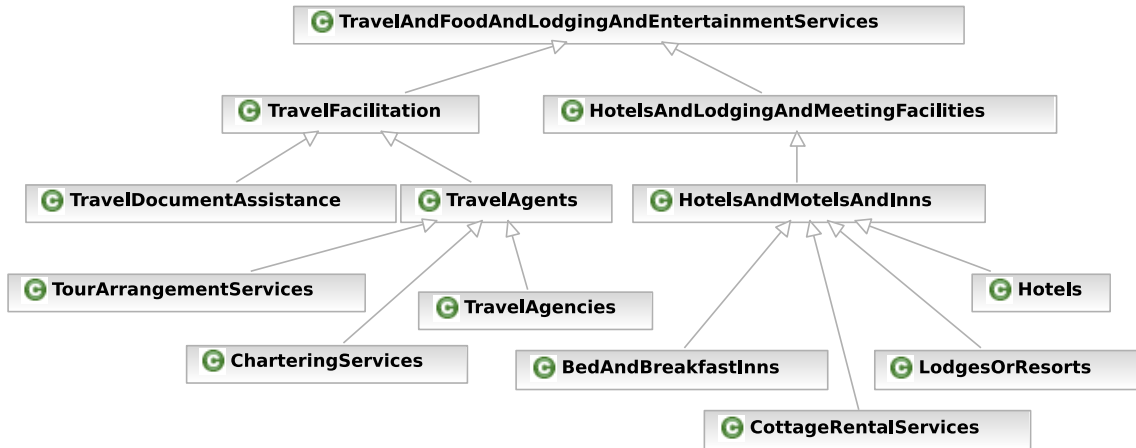 TravelAndFoodAndLodgingAndEntertainmentServices
TravelFacilitation
HotelsAndLodgingAndMeetingFacilities
TravelDocumentAssistance
TravelAgents
HotelsAndMotelsAndInns
TourArrangementServices
TravelAgencies
Hotels
CharteringServices
BedAndBreakfastInns
LodgesOrResorts
CottageRentalServices